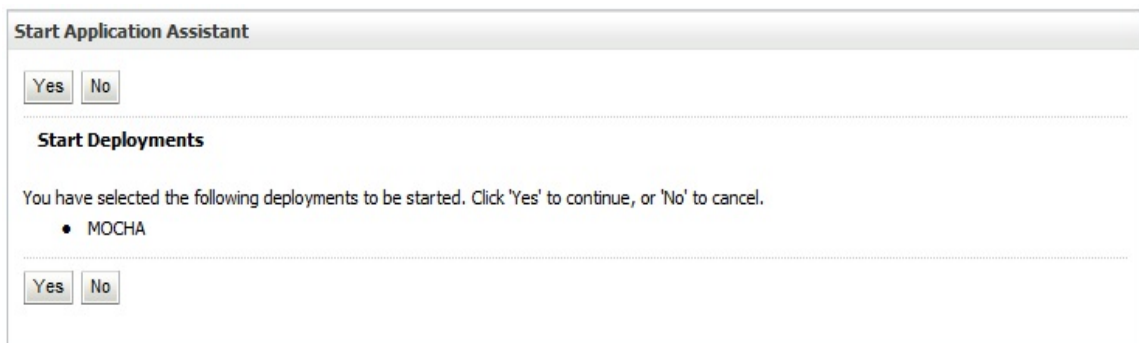 Start Application Assistant
Yes No
Start Deployments
You have selected the following deployments to be started. Click 'Yes' to continue, or 'No' to cancel.
● MOCHA
Yes No